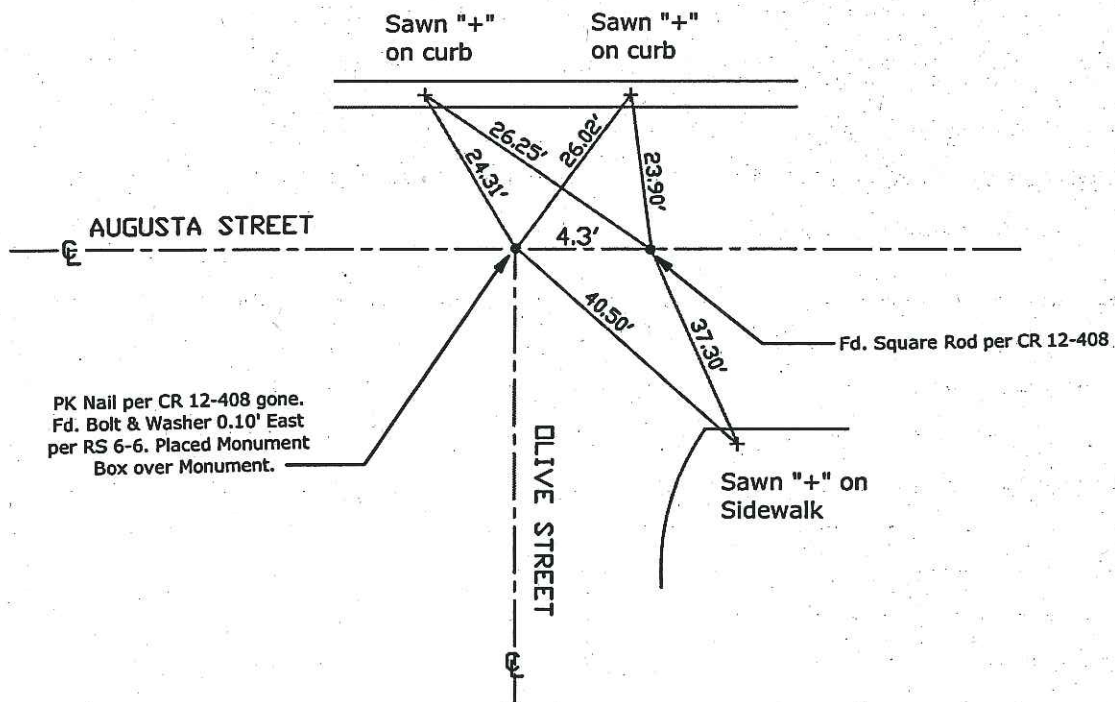 Sawn "+"
on curb
Sawn "+"
on curb
26.25'
26.02'
24.31'
23.90'
AUGUSTA STREET
4.3'
℄
40.50'
37.30'
Fd. Square Rod per CR 12-408
PK Nail per CR 12-408 gone.
Fd. Bolt & Washer 0.10' East
per RS 6-6. Placed Monument
Box over Monument.
OLIVE STREET
Sawn "+" on
Sidewalk
℄